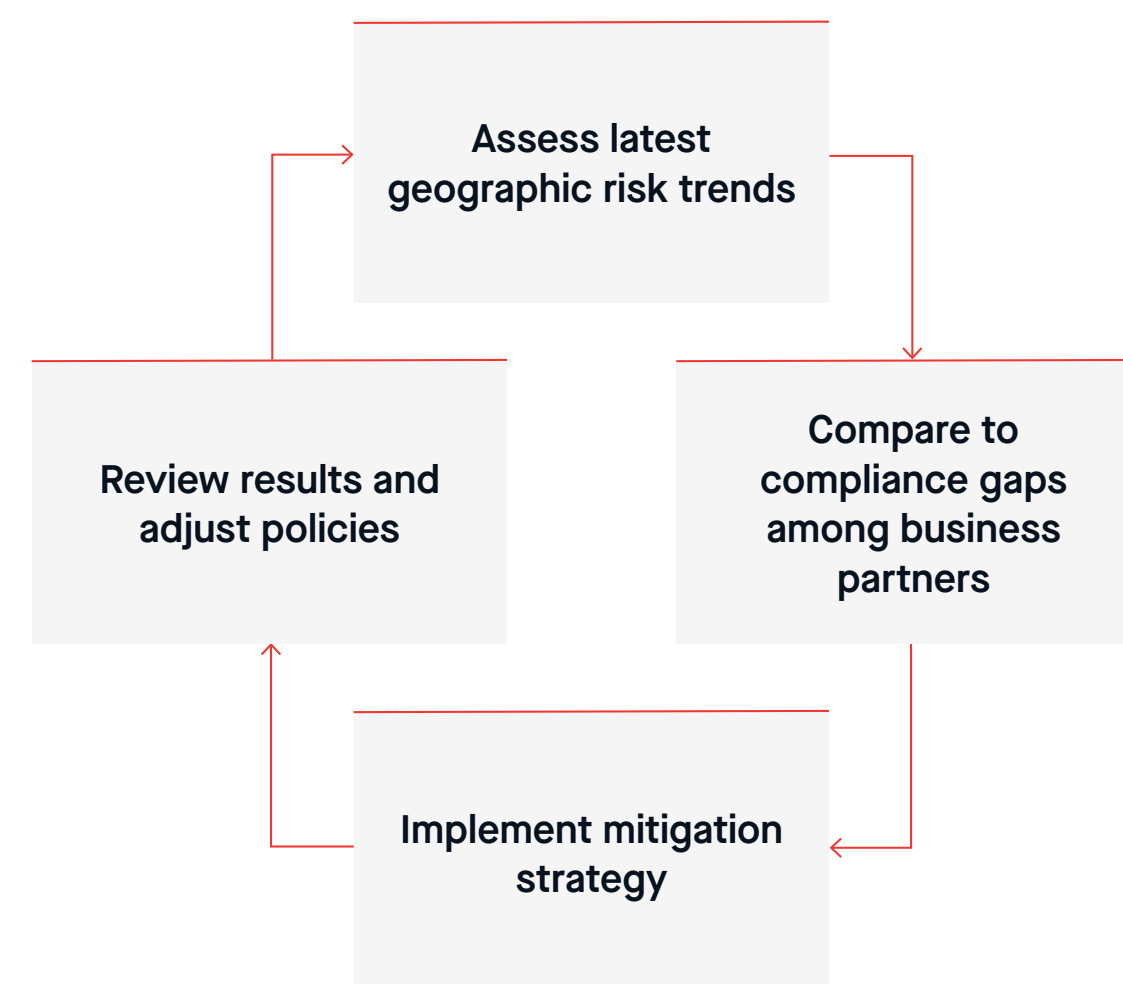 Assess latest
geographic risk trends
Compare to
compliance gaps
among business
partners
Implement mitigation
strategy
Review results and
adjust policies